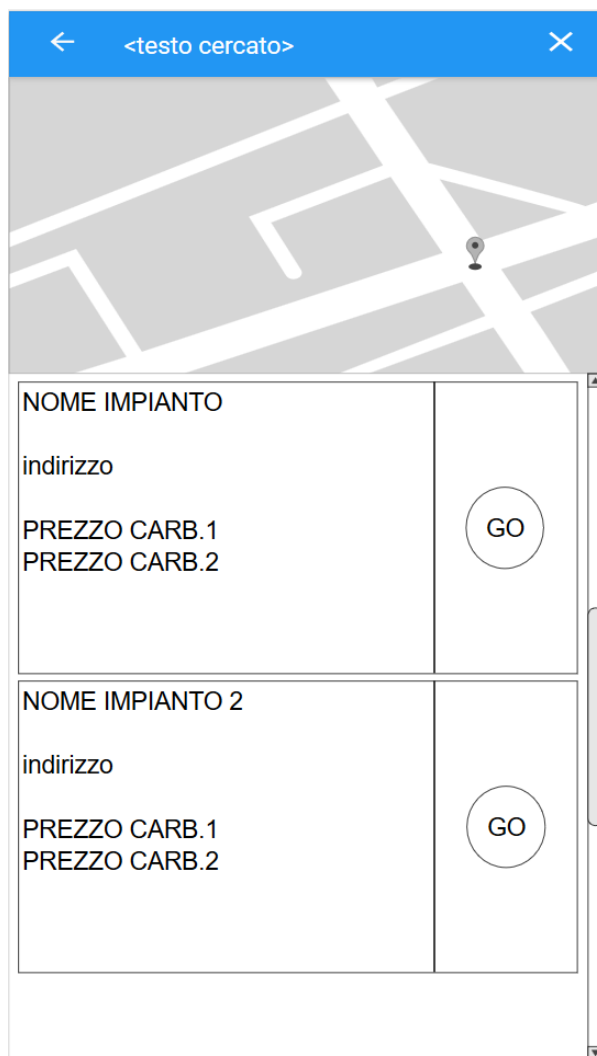 <testo cercato>
NOME IMPIANTO
indirizzo
PREZZO CARB.1
PREZZO CARB.2
GO
NOME IMPIANTO 2
indirizzo
PREZZO CARB.1
PREZZO CARB.2
GO